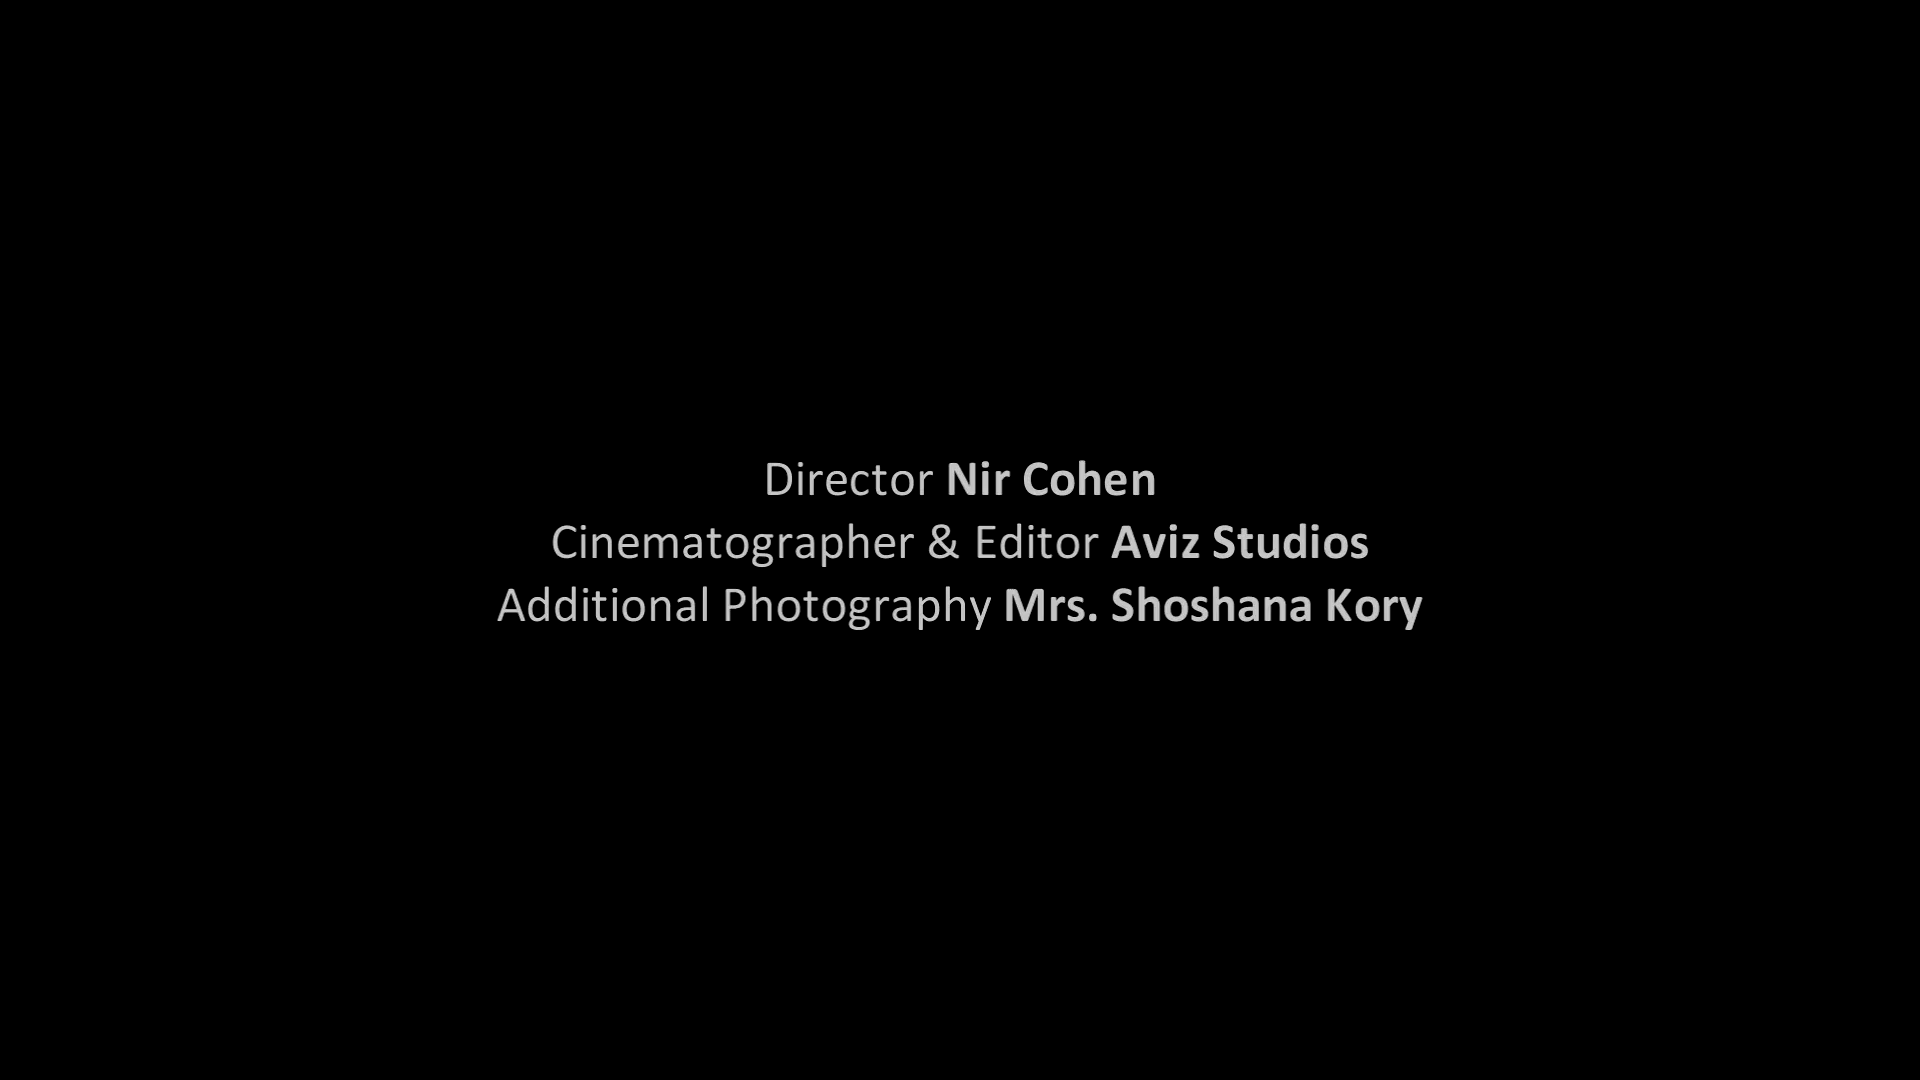 Director Nir Cohen
Cinematographer & Editor Aviz Studios
Additional Photography Mrs. Shoshana Kory